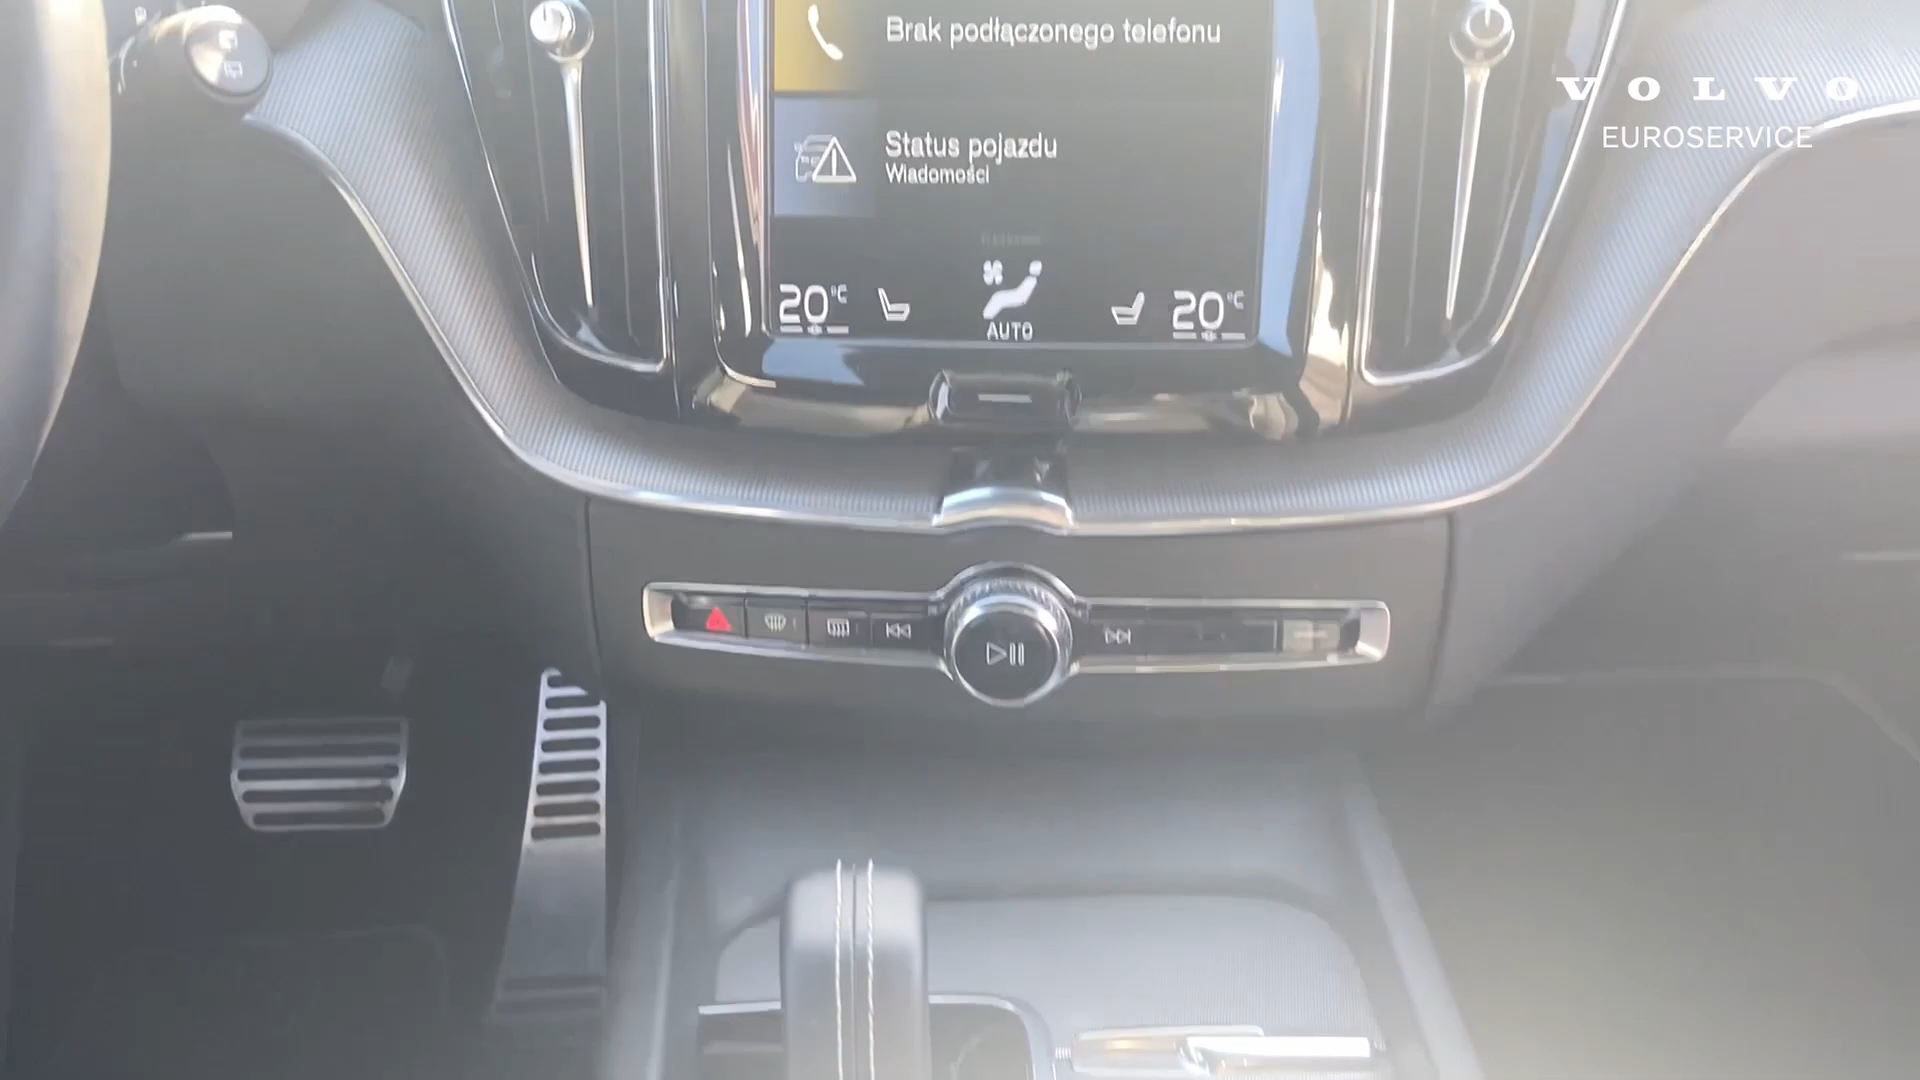 Brak podłączonego telefonu
VOLVO
EUROSERVICE
Status pojazdu
Wiadomości
20°C
20°C
AUTO